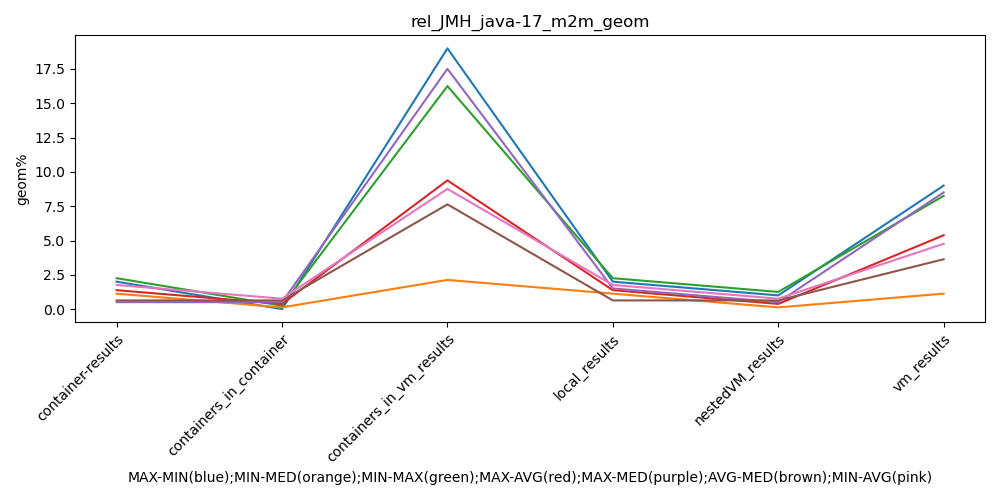 rel_JMH_java-17_m2m_geom
geom%
17.5
15.0
12.5
10.0
7.5
5.0
2.5
0.0
container-results
containers_in_container
containers_in_vm_results
local_results
nestedVM_results
vm_results
MAX-MIN(blue);MIN-MED(orange);MIN-MAX(green);MAX-AVG(red);MAX-MED(purple);AVG-MED(brown);MIN-AVG(pink)